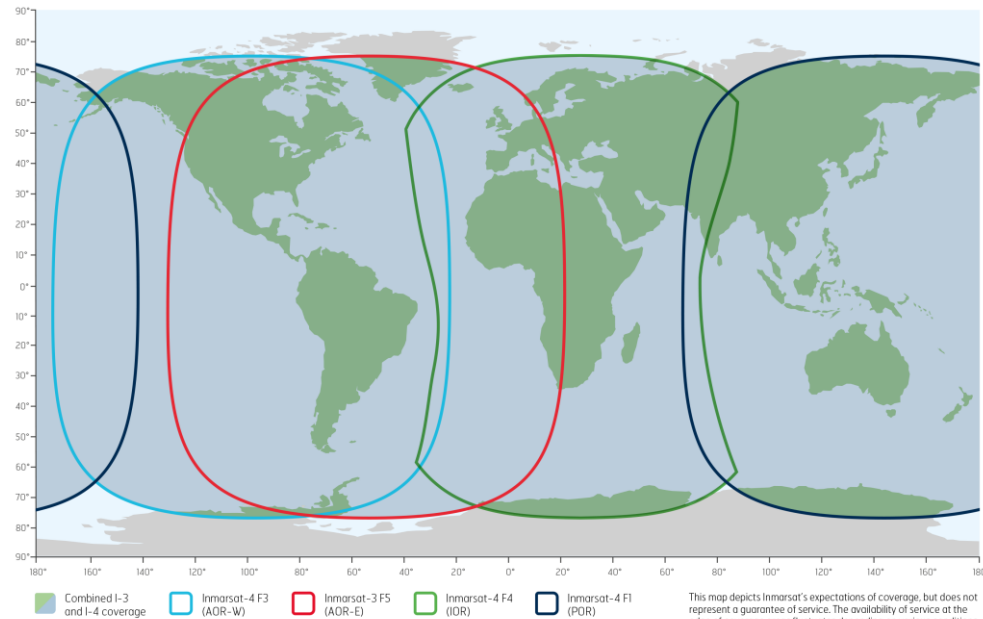 90°
80°
70°
60°
50°
40°
30°
20°
10°
0°
10°
20°
30°
40°
50°
60°
70°
80°
90°
180° 160° 140° 120° 100° 80° 60° 40° 20° 0° 20° 40° 60° 80° 100° 120° 140° 160° 180°
Combined I-3
and I-4 coverage
Inmarsat-4 F3
(AOR-W)
Inmarsat-3 F5
(AOR-E)
Inmarsat-4 F4
(IOR)
Inmarsat-4 F1
(POR)
This map depicts Inmarsat's expectations of coverage, but does not
represent a guarantee of service. The availability of service at the